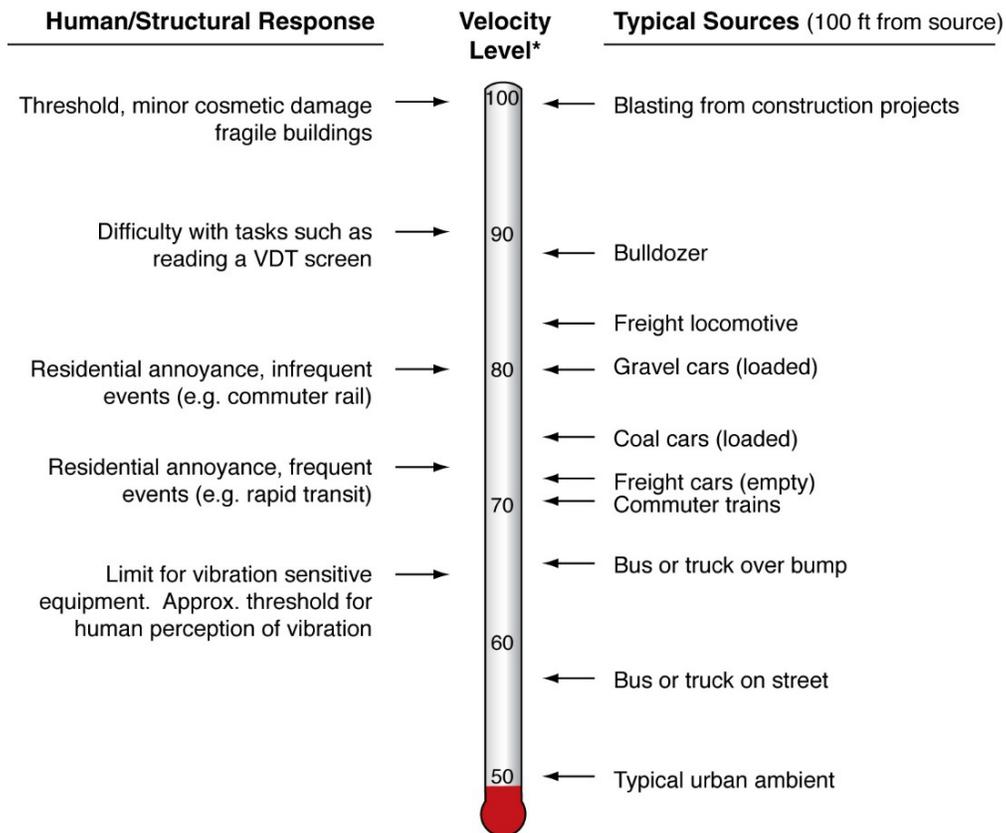 Human/Structural Response
Velocity
Level*
Typical Sources (100 ft from source)
Threshold, minor cosmetic damage
fragile buildings
100
Blasting from construction projects
Difficulty with tasks such as
reading a VDT screen
90
Bulldozer
Freight locomotive
Residential annoyance, infrequent
events (e.g. commuter rail)
80
Gravel cars (loaded)
Coal cars (loaded)
Residential annoyance, frequent
events (e.g. rapid transit)
Freight cars (empty)
70
Commuter trains
Bus or truck over bump
Limit for vibration sensitive
equipment. Approx. threshold for
human perception of vibration
60
Bus or truck on street
50
Typical urban ambient